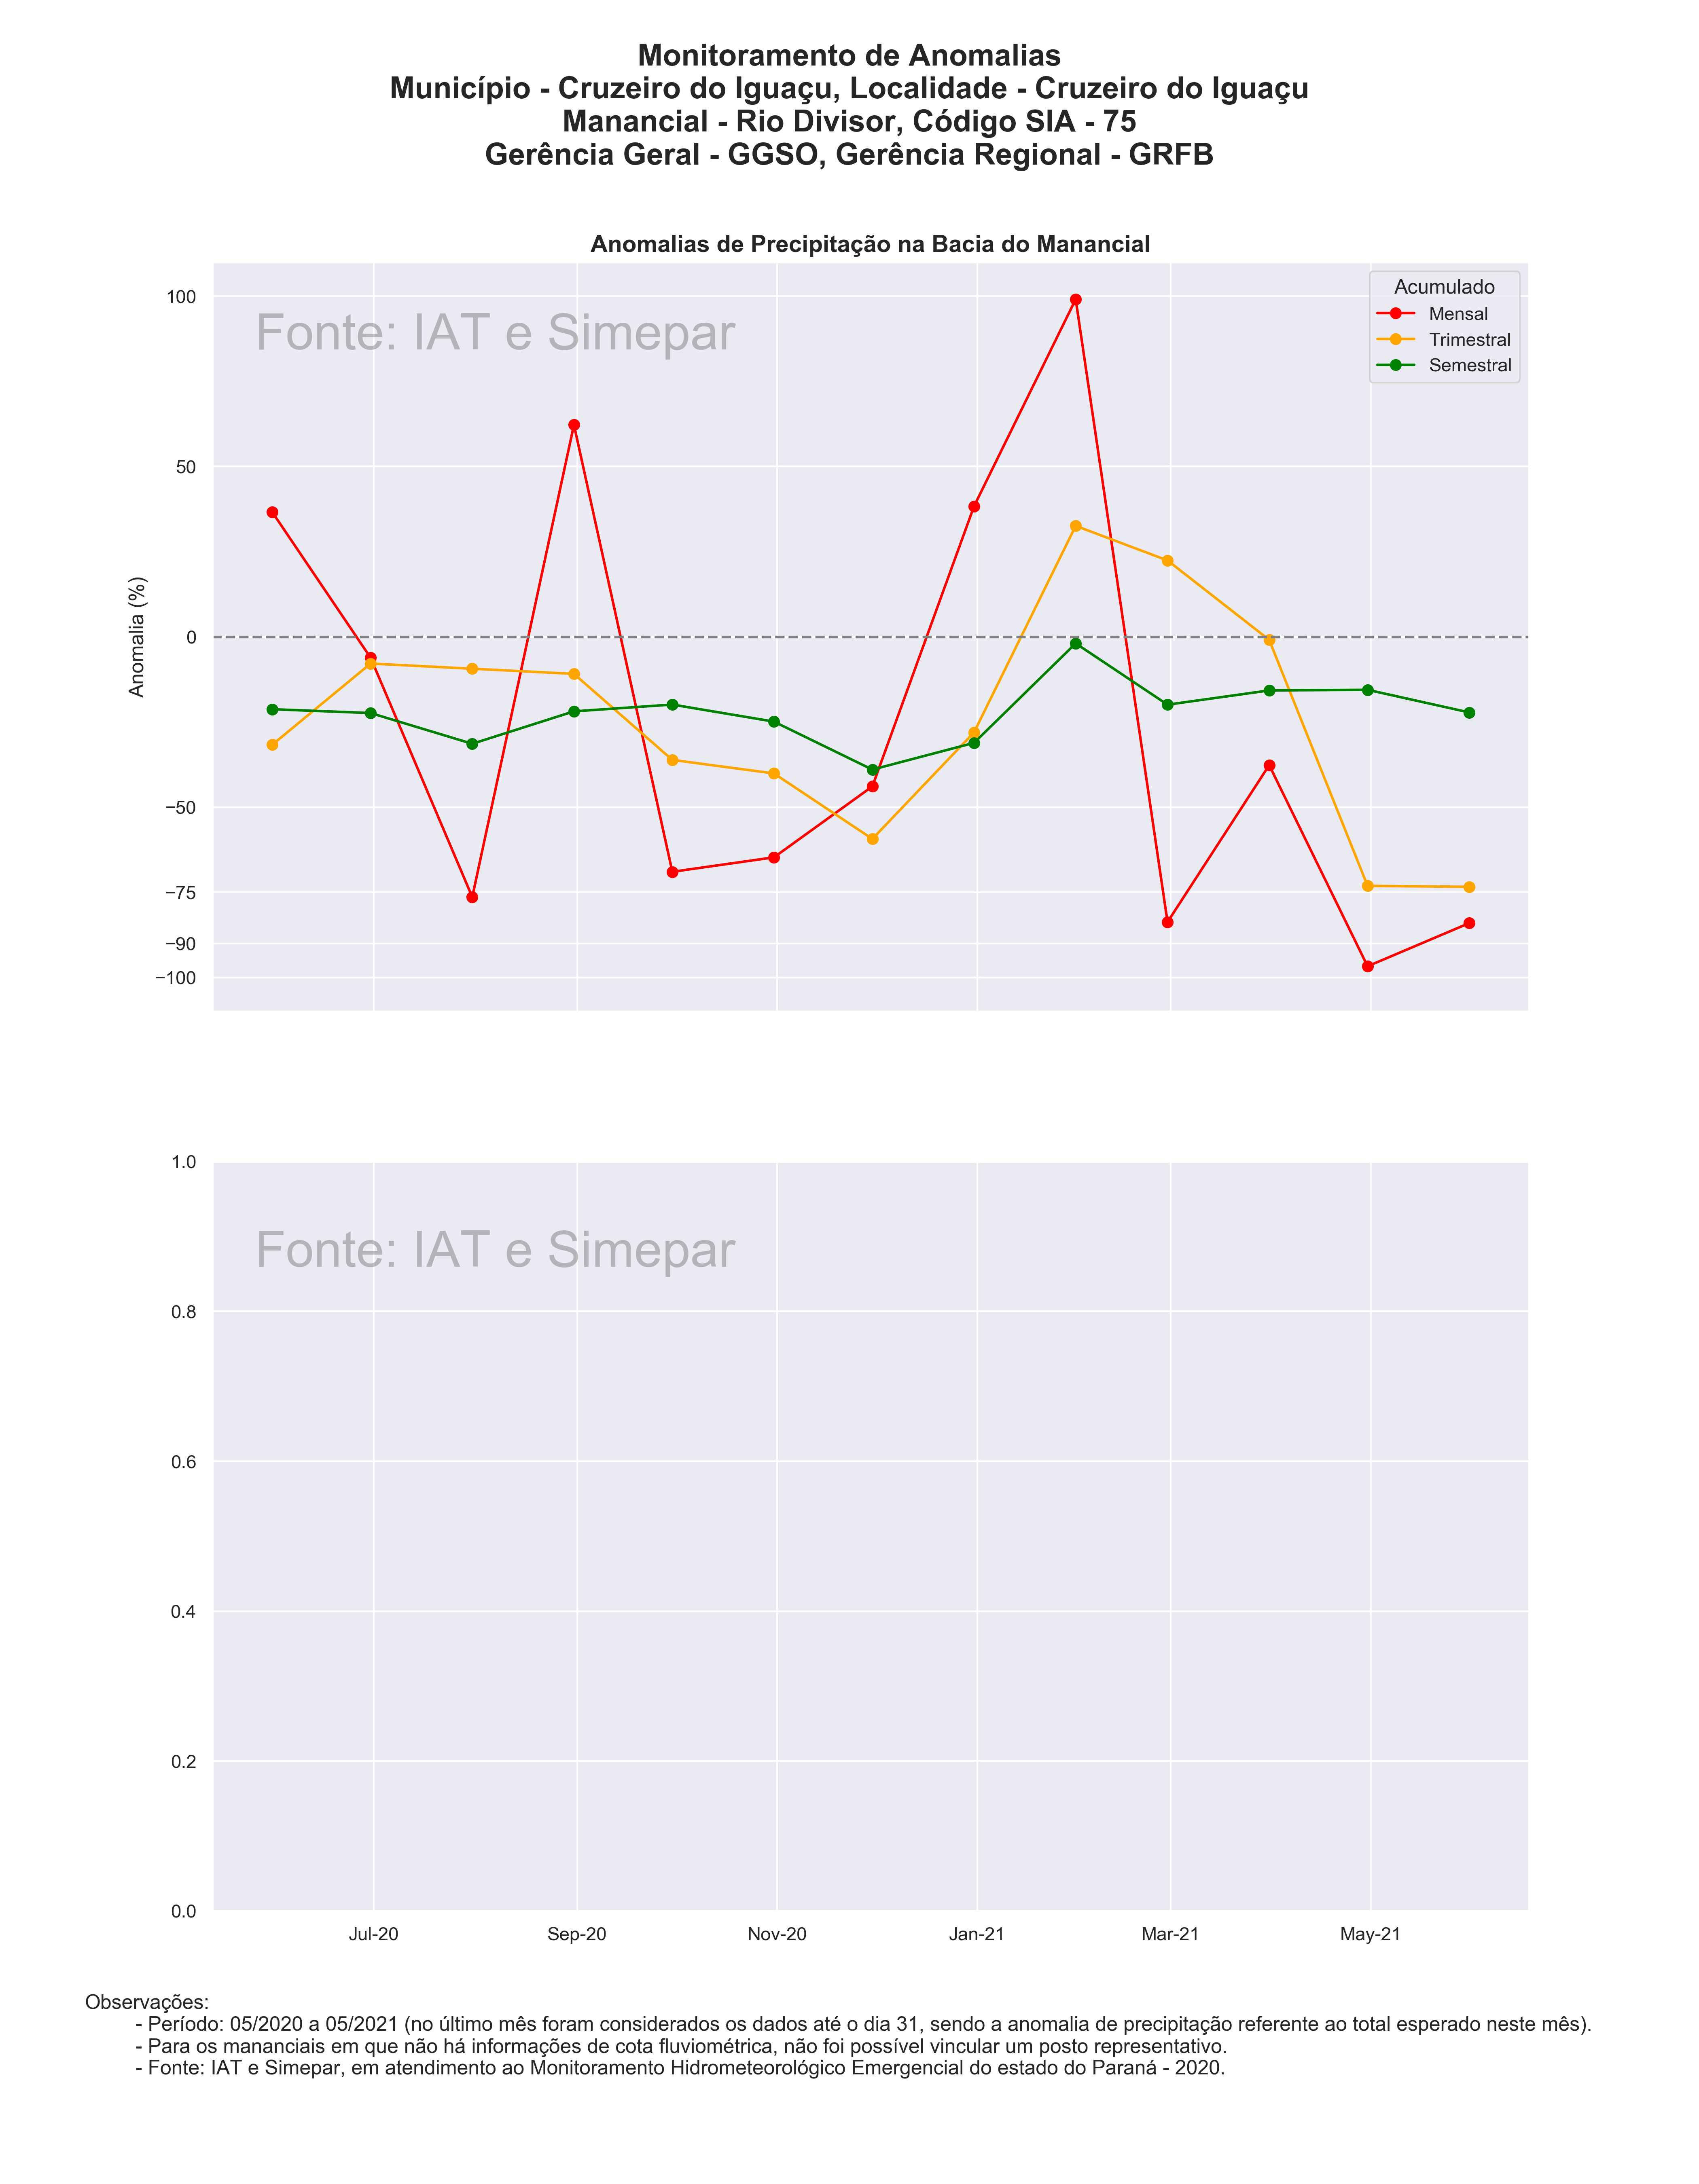 Monitoramento de Anomalias
Município - Cruzeiro do Iguaçu, Localidade - Cruzeiro do Iguaçu
Manancial - Rio Divisor, Código SIA - 75
Gerência Geral - GGSO, Gerência Regional - GRFB
Anomalias de Precipitação na Bacia do Manancial
Fonte: IAT e Simepar
Acumulado
Mensal
Trimestral
Semestral
Anomalia (%)
100
50
0
−50
−75
−90
−100
Fonte: IAT e Simepar
1.0
0.8
0.6
0.4
0.2
0.0
Jul-20 Sep-20 Nov-20 Jan-21 Mar-21 May-21
Observações:
- Período: 05/2020 a 05/2021 (no último mês foram considerados os dados até o dia 31, sendo a anomalia de precipitação referente ao total esperado neste mês).
- Para os mananciais em que não há informações de cota fluviométrica, não foi possível vincular um posto representativo.
- Fonte: IAT e Simepar, em atendimento ao Monitoramento Hidrometeorológico Emergencial do estado do Paraná - 2020.